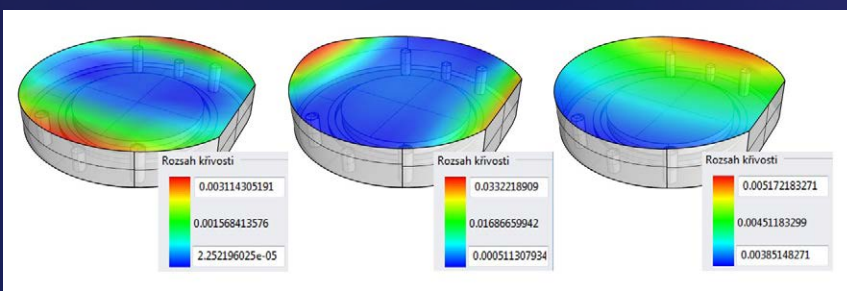 Rozsah křivosti
0.003114305191
0.001568413576
2.252196025e-05
Rozsah křivosti
0.0332218909
0.01686659942
0.000511307934
Rozsah křivosti
0.005172183271
0.00451183299
0.00385148271